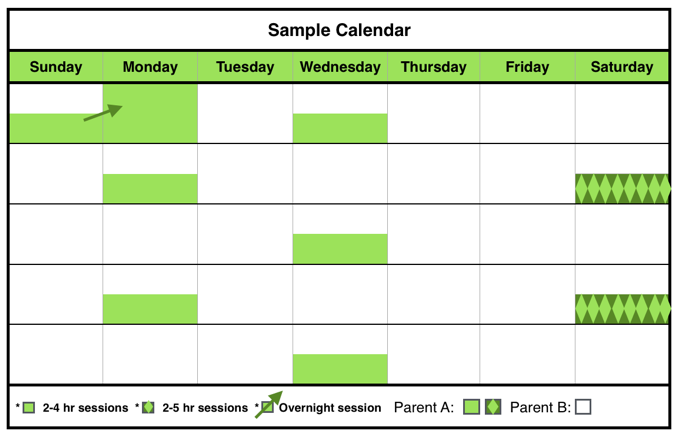 Sample Calendar
Sunday Monday Tuesday Wednesday Thursday Friday Saturday
* 2-4 hr sessions * 2-5 hr sessions * Overnight session Parent A: Parent B: